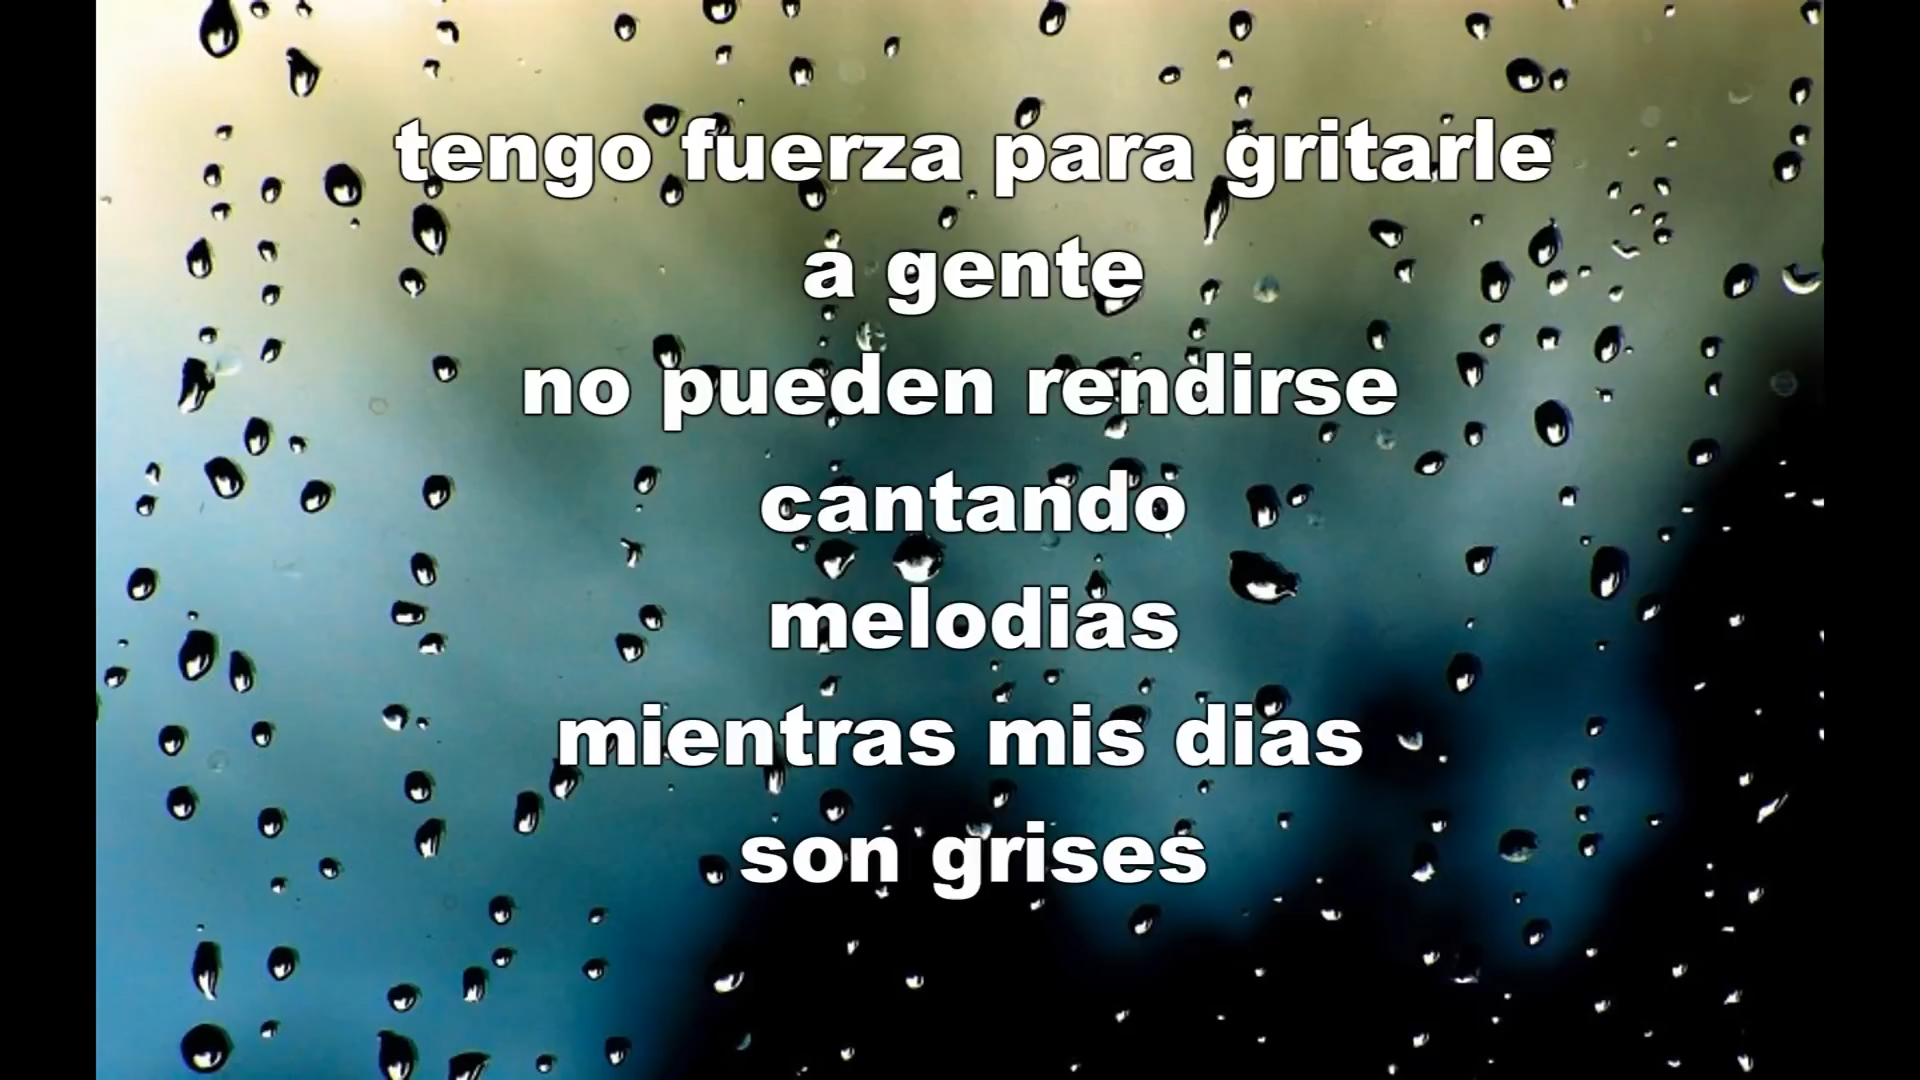 tengo fuerza para gritarle
a gente
no pueden rendirse
cantando
melodias
mientras mis dias
son grises